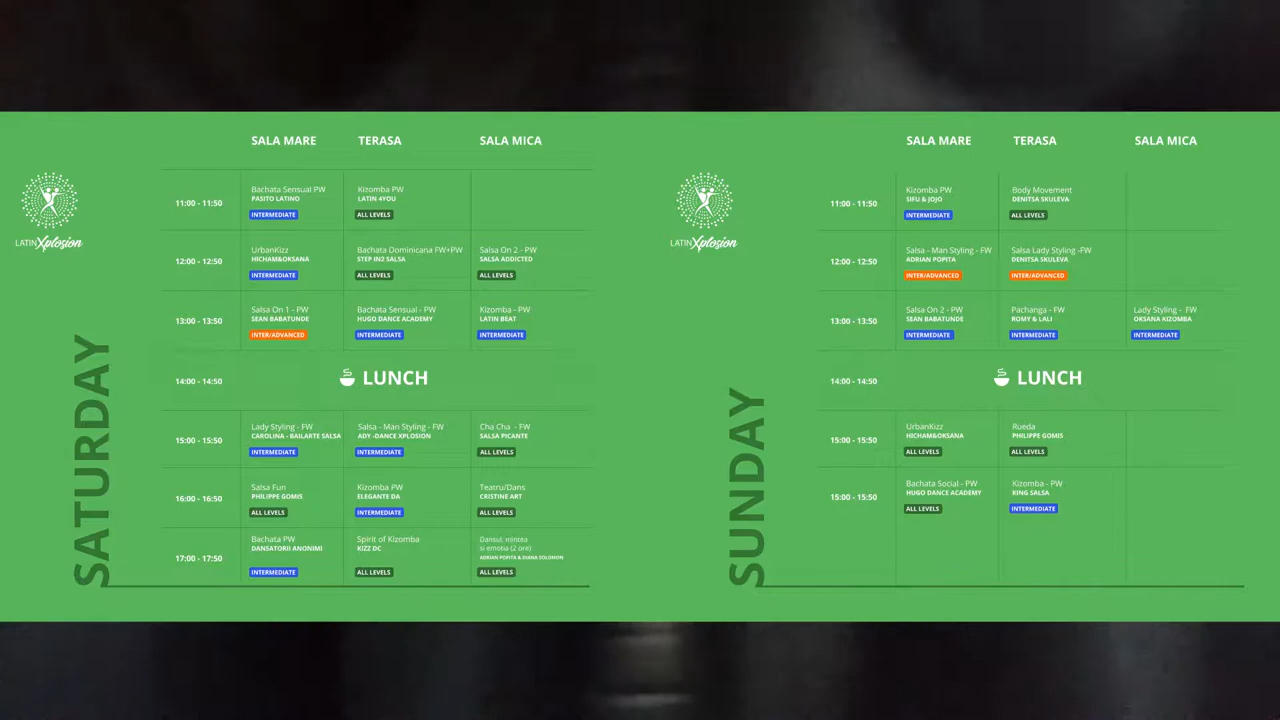 SALA MARE TERASA SALA MICA
LATINXplosion
11:00 - 11:50
Bachata Sensual PW
PASITO LATINO
INTERMEDIATE
Kizomba PW
LATIN 4YOU
ALL LEVELS
12:00 - 12:50
UrbanKizz
HICHAM&OKSANA
INTERMEDIATE
Bachata Dominicana FW+PW
STEP IN2 SALSA
ALL LEVELS
Salsa On 2 - PW
SALSA ADDICTED
ALL LEVELS
13:00 - 13:50
Salsa On 1 - PW
SEAN BABATUNDE
INTER/ADVANCED
Bachata Sensual - PW
HUGO DANCE ACADEMY
INTERMEDIATE
Kizomba - PW
LATIN BEAT
INTERMEDIATE
14:00 - 14:50
LUNCH
15:00 - 15:50
Lady Styling - FW
CAROLINA - BAILARTE SALSA
INTERMEDIATE
Salsa - Man Styling - FW
ADY -DANCE XPLOSION
INTERMEDIATE
Cha Cha - FW
SALSA PICANTE
ALL LEVELS
16:00 - 16:50
Salsa Fun
PHILIPPE GOMIS
ALL LEVELS
Kizomba PW
ELEGANTE DA
INTERMEDIATE
Teatru/Dans
CRISTINE ART
ALL LEVELS
17:00 - 17:50
Bachata PW
DANSATORII ANONIMI
INTERMEDIATE
Spirit of Kizomba
KIZZ DC
ALL LEVELS
Dansul, mintea
si emotia (2 ore)
ADRIAN POPITA & DIANA SOLOMON
ALL LEVELS
SATURDAY
SALA MARE TERASA SALA MICA
LATINXplosion
11:00 - 11:50
Kizomba PW
SIFU & JOJO
INTERMEDIATE
Body Movement
DENITSA SKULEVA
ALL LEVELS
12:00 - 12:50
Salsa - Man Styling - FW
ADRIAN POPITA
INTER/ADVANCED
Salsa Lady Styling -FW
DENITSA SKULEVA
INTER/ADVANCED
13:00 - 13:50
Salsa On 2 - PW
SEAN BABATUNDE
INTERMEDIATE
Pachanga - FW
ROMY & LALI
INTERMEDIATE
Lady Styling - FW
OKSANA KIZOMBA
INTERMEDIATE
14:00 - 14:50
LUNCH
15:00 - 15:50
UrbanKizz
HICHAM&OKSANA
ALL LEVELS
Rueda
PHILIPPE GOMIS
ALL LEVELS
15:00 - 15:50
Bachata Social - PW
HUGO DANCE ACADEMY
ALL LEVELS
Kizomba - PW
KING SALSA
INTERMEDIATE
SUNDAY